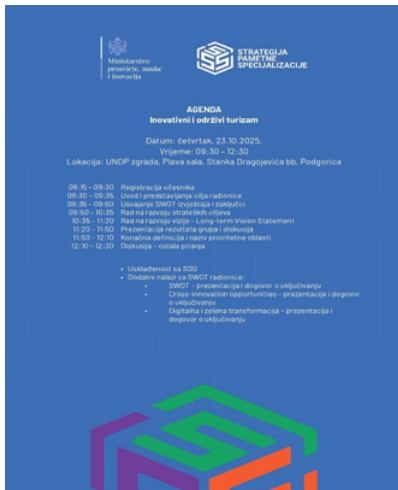 Ministarstvo
prosvjete, nauke
i inovacija
STRATEGIJA
PAMETNE
SPECIJALIZACIJE
AGENDA
Inovativni i održivi turizam
Datum: četvrtak, 23.10.2025.
Vrijeme: 09:30 - 12:30
Lokacija: UNDP zgrada, Plava sala, Stanka Dragojevića bb, Podgorica
09:15 - 09:30 Registracija učesnika
09:30 - 09:35 Uvod i predstavljanje cilja radionice
09:35 - 09:50 Usvajanje SWOT izvještaja i zaključci
09:50 - 10:35 Rad na razvoju strateških ciljeva
10:35 - 11:20 Rad na razvoju vizije - Long-term Vision Statement
11:20 - 11:50 Prezentacija rezultata grupa i diskusija
11:50 - 12:10 Konačna definicija i naziv prioritetne oblasti
12:10 - 12:30 Diskusija - ostala pitanja
• Usklađenost sa SDG
• Dodatni nalazi sa SWOT radionice:
• SWOT - prezentacija i dogovor o uključivanju
• Cross-innovation opportunities - prezentacija i dogovor
o uključivanju
• Digitalna i zelena transformacija - prezentacija i
dogovor o uključivanju